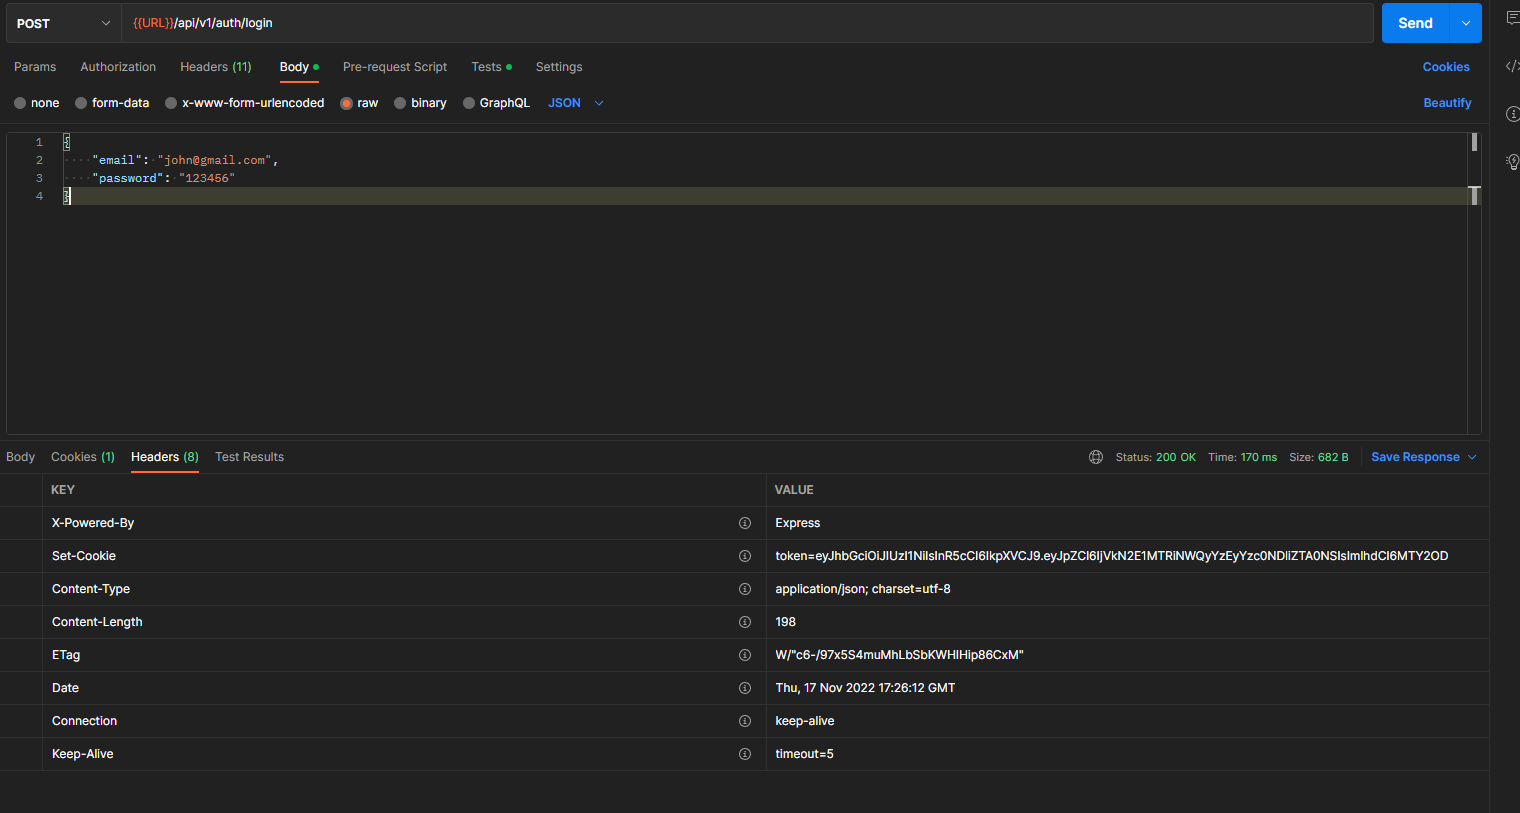 POST {{URL}}/api/v1/auth/login Send
Params Authorization Headers (11) Body Pre-request Script Tests Settings Cookies
none form-data x-www-form-urlencoded raw binary GraphQL JSON Beautify
1 {
2 "email": "john@gmail.com",
3 "password": "123456"
4 }
Body Cookies (1) Headers (8) Test Results Status: 200 OK Time: 170 ms Size: 682 B Save Response
KEY VALUE
X-Powered-By Express
Set-Cookie token=eyJhbGciOiJIUzI1NiIsInR5cCI6IkpXVCJ9.eyJpZCI6IjVkN2E1MTRiNWQyYzEyYzc0NDliZTA0NSIsImlhdCI6MTY2OD
Content-Type application/json; charset=utf-8
Content-Length 198
ETag W/"c6-/97x5S4muMhLbSbKWHIHip86CxM"
Date Thu, 17 Nov 2022 17:26:12 GMT
Connection keep-alive
Keep-Alive timeout=5